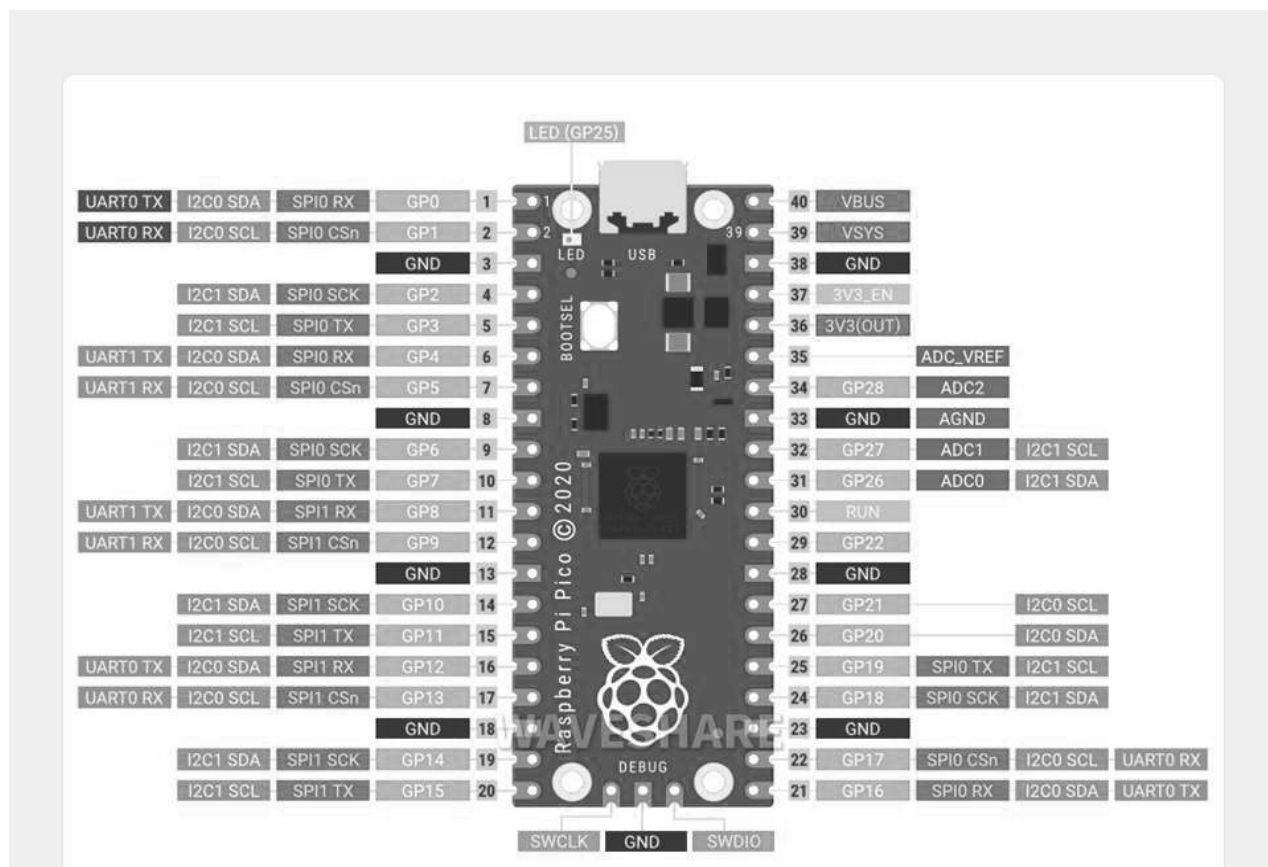 LED (GP25)
UART0 TX I2C0 SDA SPI0 RX GP0 1 1 40 VBUS
UART0 RX I2C0 SCL SPI0 CSn GP1 2 2 39 39 VSYS
GND 3 LED USB 38 GND
I2C1 SDA SPI0 SCK GP2 4 37 3V3_EN
I2C1 SCL SPI0 TX GP3 5 BOOTSEL 36 3V3(OUT)
UART1 TX I2C0 SDA SPI0 RX GP4 6 35 ADC_VREF
UART1 RX I2C0 SCL SPI0 CSn GP5 7 34 GP28 ADC2
GND 8 33 GND AGND
I2C1 SDA SPI0 SCK GP6 9 32 GP27 ADC1 I2C1 SCL
I2C1 SCL SPI0 TX GP7 10 31 GP26 ADC0 I2C1 SDA
UART1 TX I2C0 SDA SPI1 RX GP8 11 30 RUN
UART1 RX I2C0 SCL SPI1 CSn GP9 12 29 GP22
GND 13 28 GND
I2C1 SDA SPI1 SCK GP10 14 27 GP21 I2C0 SCL
I2C1 SCL SPI1 TX GP11 15 26 GP20 I2C0 SDA
UART0 TX I2C0 SDA SPI1 RX GP12 16 25 GP19 SPI0 TX I2C1 SCL
UART0 RX I2C0 SCL SPI1 CSn GP13 17 24 GP18 SPI0 SCK I2C1 SDA
GND 18 23 GND
I2C1 SDA SPI1 SCK GP14 19 22 GP17 SPI0 CSn I2C0 SCL UART0 RX
I2C1 SCL SPI1 TX GP15 20 21 GP16 SPI0 RX I2C0 SDA UART0 TX
Raspberry Pi Pico © 2020
WAVESHARE
DEBUG
SWCLK GND SWDIO